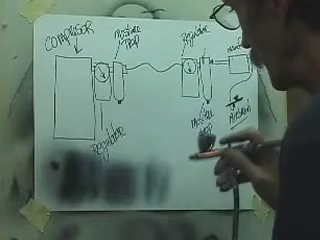 COMPRESSOR
MOISTURE
TRAP
Regulator
Regulator
MOISTURE
TRAP
AIRBRUSH